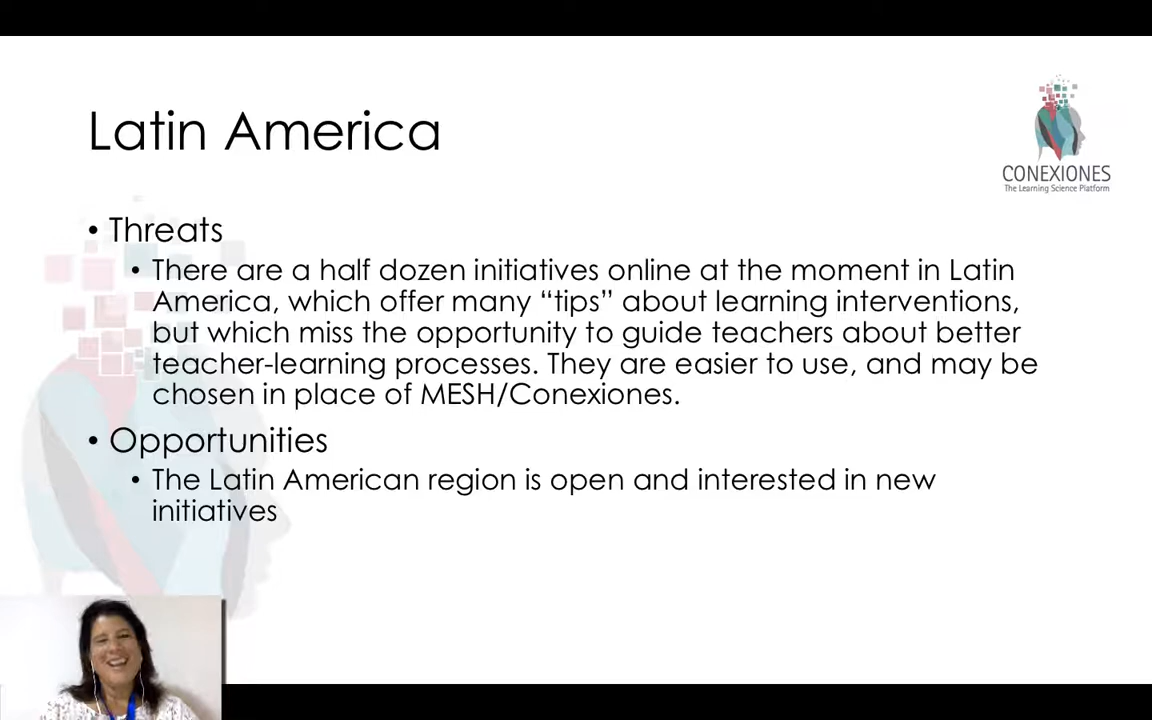 Latin America
CONEXIONES
The Learning Science Platform
• Threats
• There are a half dozen initiatives online at the moment in Latin
America, which offer many “tips” about learning interventions,
but which miss the opportunity to guide teachers about better
teacher-learning processes. They are easier to use, and may be
chosen in place of MESH/Conexiones.
• Opportunities
• The Latin American region is open and interested in new
initiatives